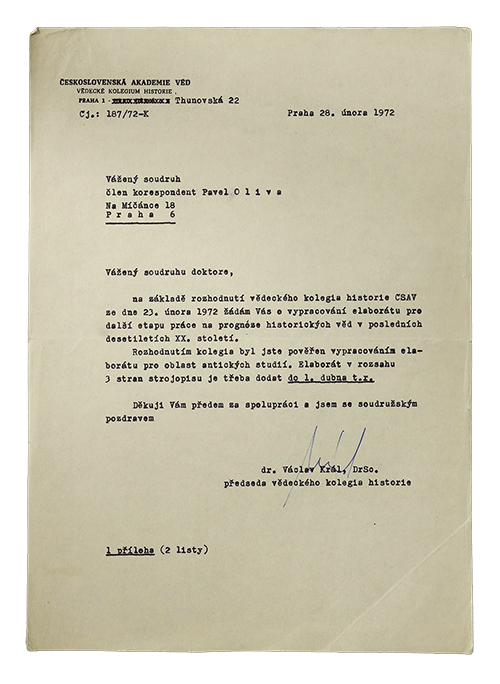 ČESKOSLOVENSKÁ AKADEMIE VĚD
VĚDECKÉ KOLEGIUM HISTORIE
PRAHA 1 - Thunovská 22
Čj.: 187/72-K
Praha 28. února 1972
Vážený soudruh
člen korespondent Pavel O l i v a
Na Míčánce 18
P r a h a 6
Vážený soudruhu doktore,
na základě rozhodnutí vědeckého kolegia historie ČSAV
ze dne 23. února 1972 žádám Vás o vypracování elaborátu pro
další etapu práce na prognóze historických věd v posledních
desetiletích XX. století.
Rozhodnutím kolegia byl jste pověřen vypracováním ela-
borátu pro oblast antických studií. Elaborát v rozsahu
3 stran strojopisu je třeba dodat do 1. dubna t.r.
Děkuji Vám předem za spolupráci a jsem se soudružským
pozdravem
dr. Václav Král, DrSc.
předseda vědeckého kolegia historie
1 příloha (2 listy)